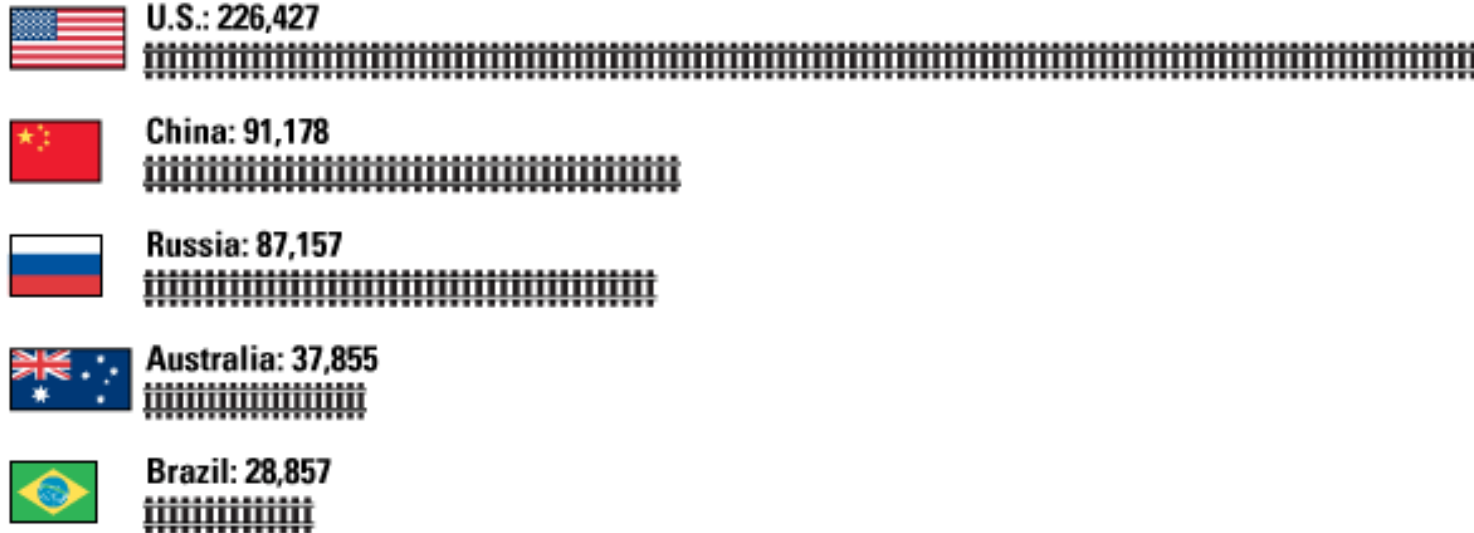 U.S.: 226,427
China: 91,178
Russia: 87,157
Australia: 37,855
Brazil: 28,857